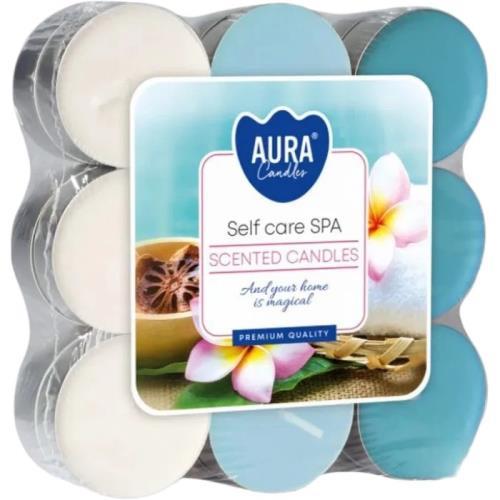 AURA®
Candles
Self care SPA
SCENTED CANDLES
And your home
is magical
PREMIUM QUALITY